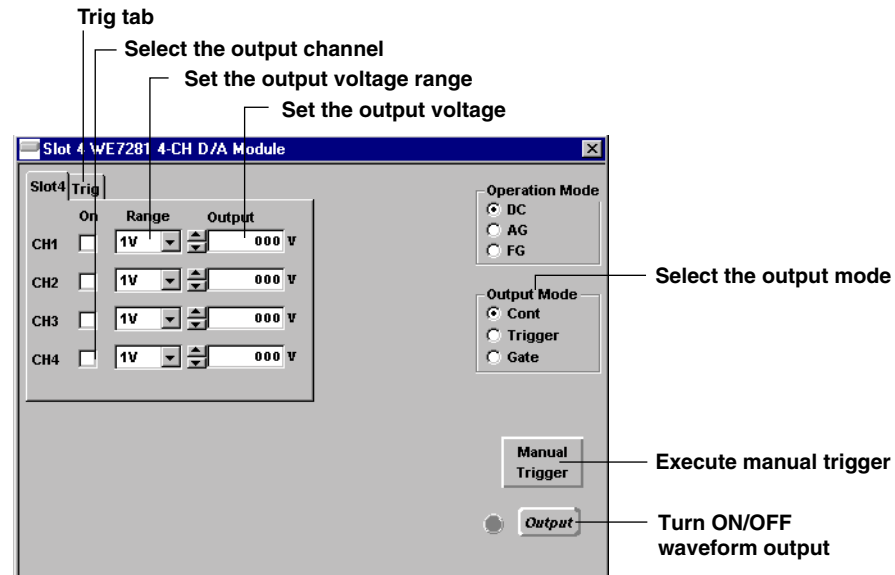 Trig tab
Select the output channel
Set the output voltage range
Set the output voltage
Slot 4 WE7281 4-CH D/A Module
Slot4 Trig
On Range Output
CH1 1V 000 V
CH2 1V 000 V
CH3 1V 000 V
CH4 1V 000 V
Operation Mode
DC
AG
FG
Output Mode
Cont
Trigger
Gate
Select the output mode
Manual
Trigger
Execute manual trigger
Output
Turn ON/OFF
waveform output